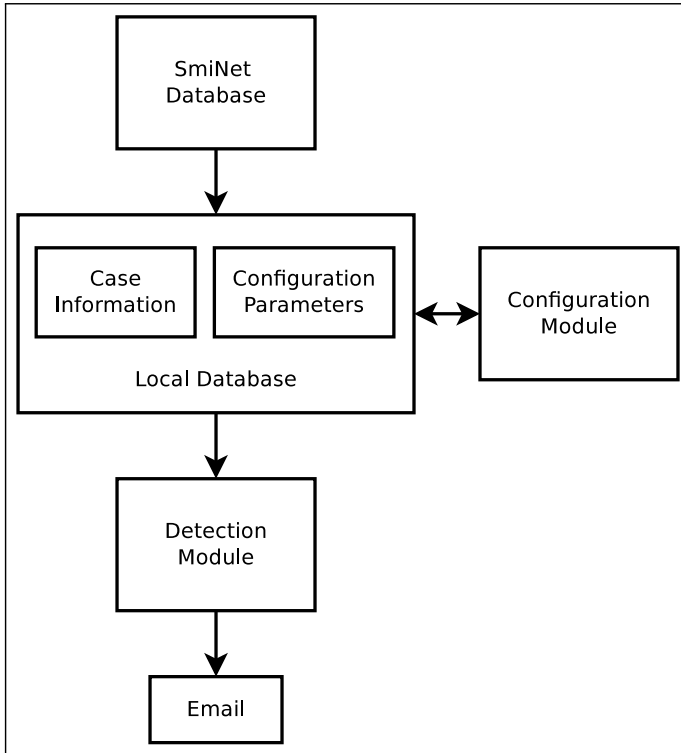 SmiNet
Database
Case
Information
Configuration
Parameters
Configuration
Module
Local Database
Detection
Module
Email